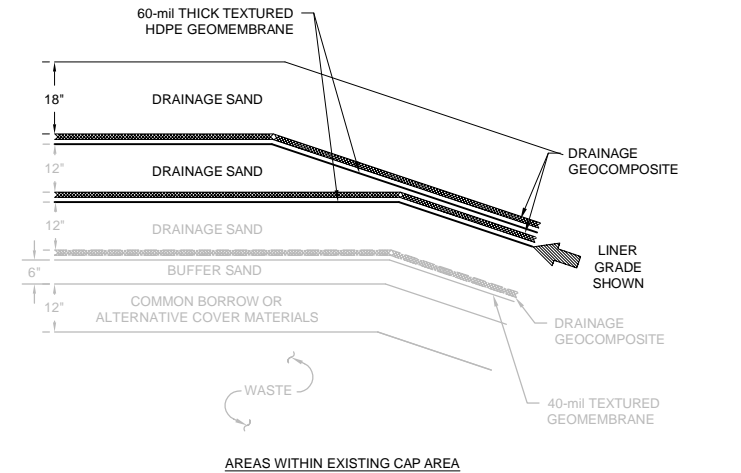 60-mil THICK TEXTURED
HDPE GEOMEMBRANE
18"
DRAINAGE SAND
12"
DRAINAGE SAND
DRAINAGE
GEOCOMPOSITE
12"
DRAINAGE SAND
LINER
GRADE
SHOWN
6"
BUFFER SAND
12"
COMMON BORROW OR
ALTERNATIVE COVER MATERIALS
DRAINAGE
GEOCOMPOSITE
WASTE
40-mil TEXTURED
GEOMEMBRANE
AREAS WITHIN EXISTING CAP AREA